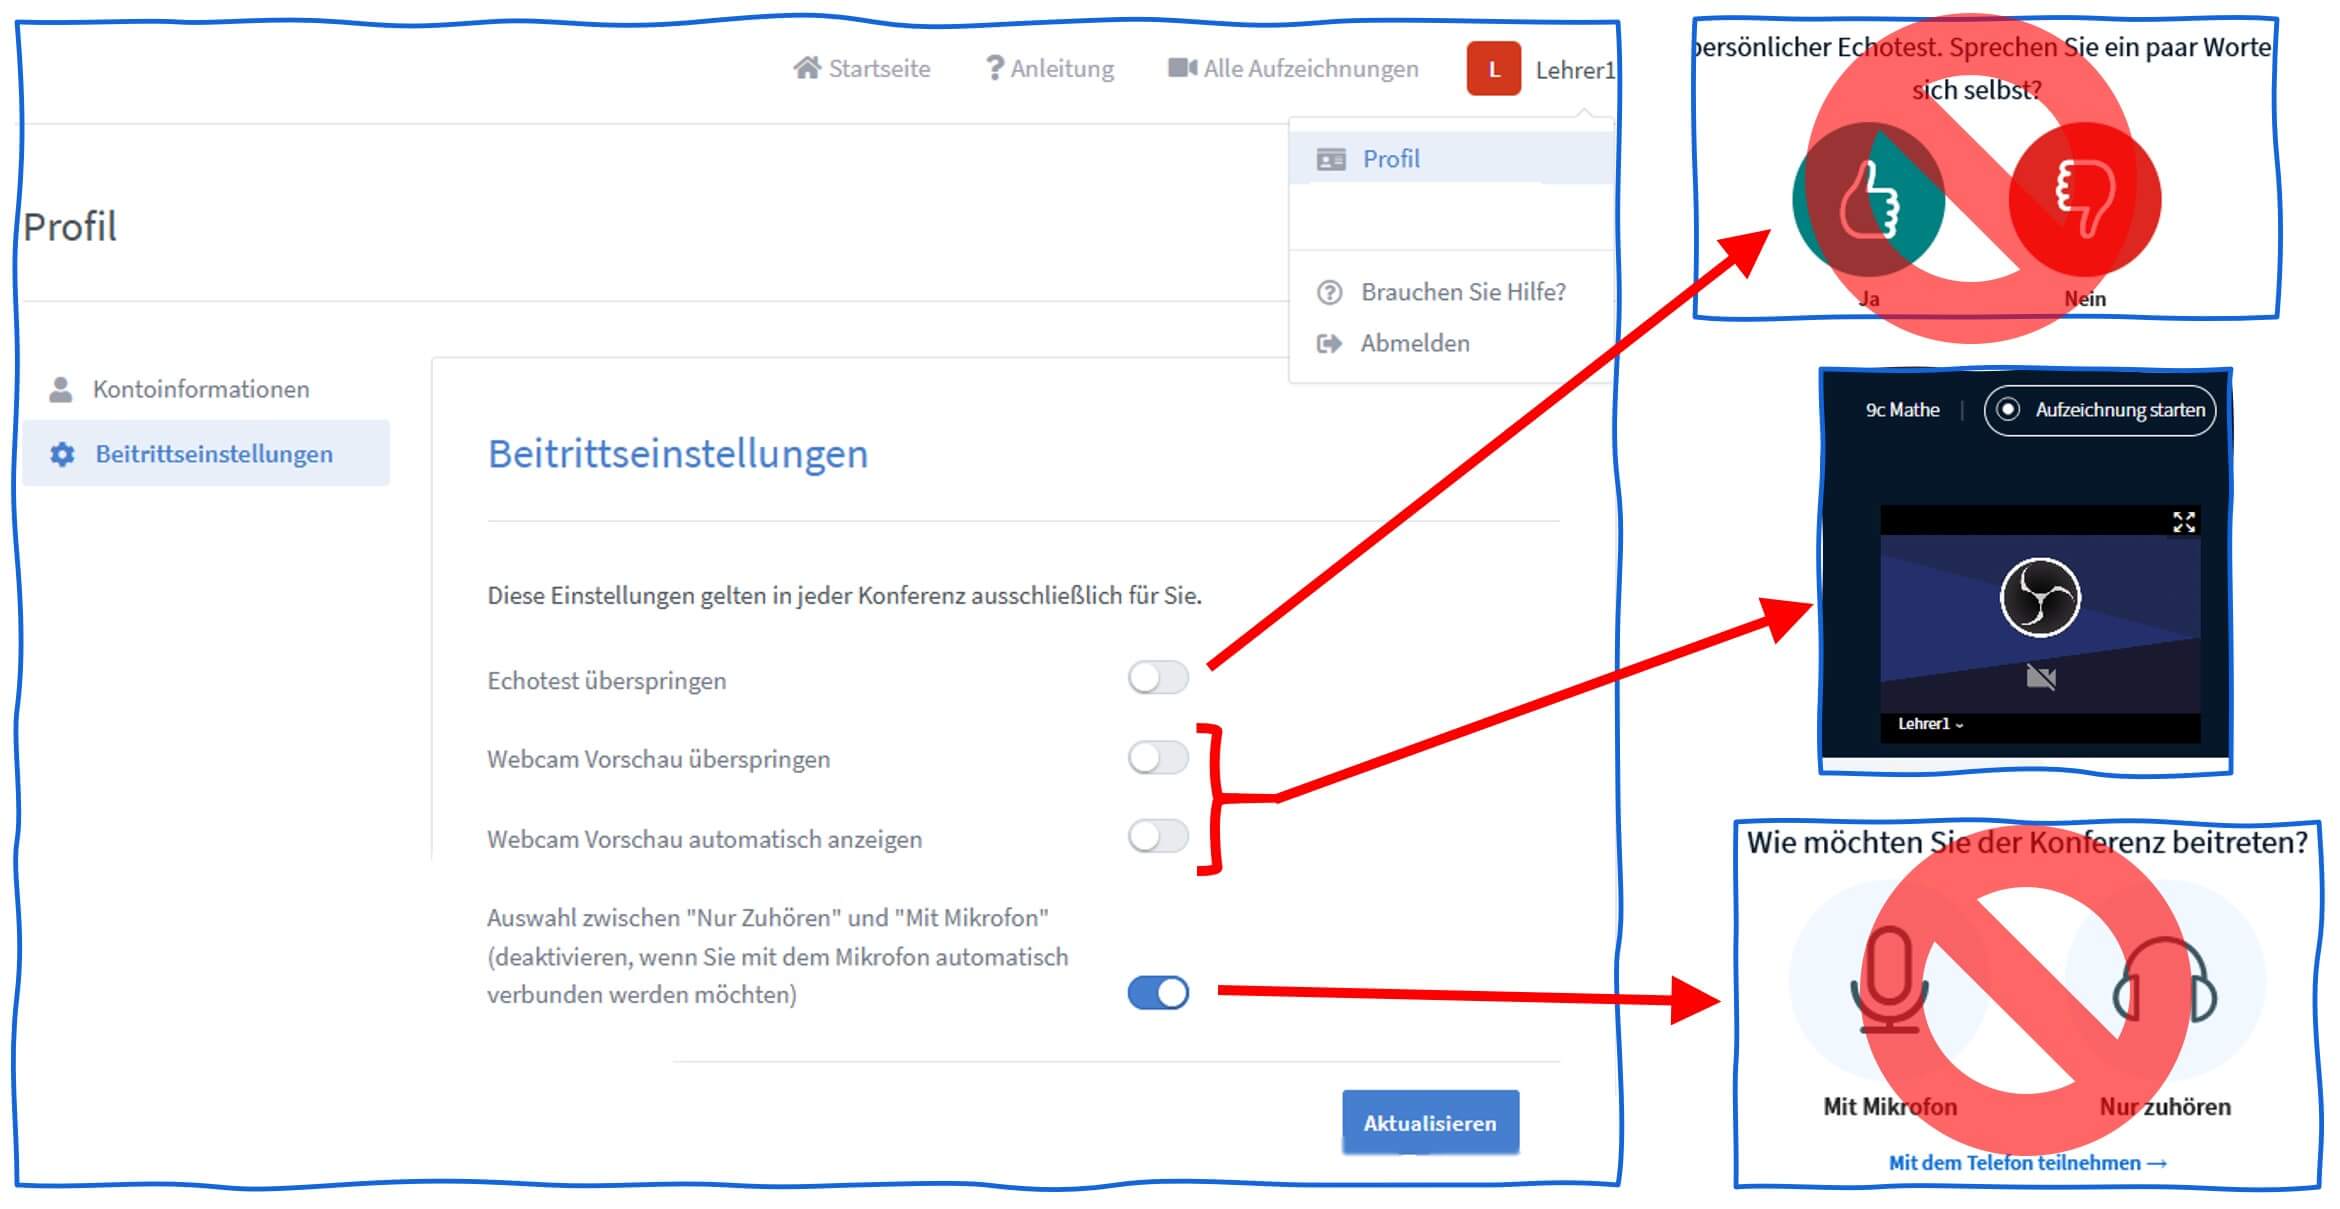 Startseite
? Anleitung
Alle Aufzeichnungen
L
Lehrer1
Profil
Brauchen Sie Hilfe?
Abmelden
Profil
Kontoinformationen
Beitrittseinstellungen
Beitrittseinstellungen
Diese Einstellungen gelten in jeder Konferenz ausschließlich für Sie.
Echotest überspringen
Webcam Vorschau überspringen
Webcam Vorschau automatisch anzeigen
Auswahl zwischen "Nur Zuhören" und "Mit Mikrofon"
(deaktivieren, wenn Sie mit dem Mikrofon automatisch
verbunden werden möchten)
Aktualisieren
persönlicher Echotest. Sprechen Sie ein paar Worte
sich selbst?
Ja
Nein
9c Mathe
Aufzeichnung starten
Lehrer1
Wie möchten Sie der Konferenz beitreten?
Mit Mikrofon
Nur zuhören
Mit dem Telefon teilnehmen →